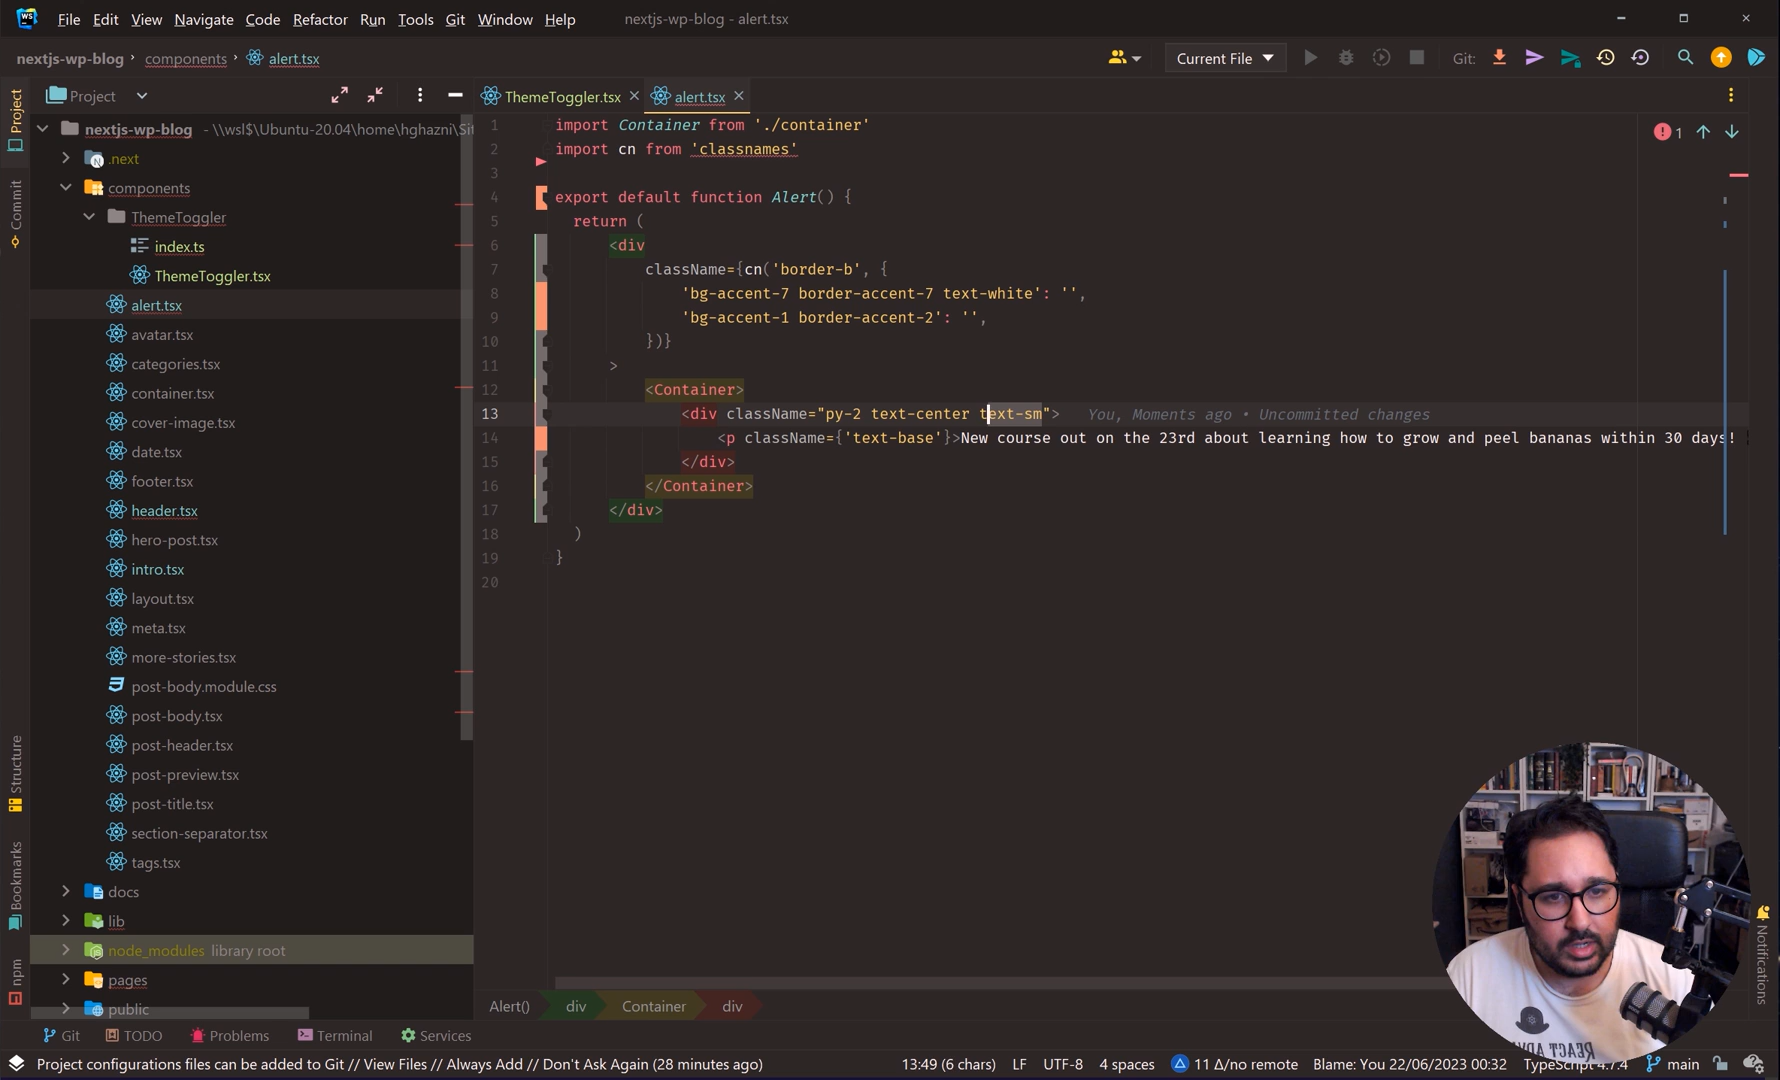 WS File Edit View Navigate Code Refactor Run Tools Git Window Help nextjs-wp-blog - alert.tsx
nextjs-wp-blog components alert.tsx Current File Git:
Project
ThemeToggler.tsx alert.tsx
Project
Commit
Structure
Bookmarks
npm
nextjs-wp-blog - \\wsl$\Ubuntu-20.04\home\hghazni\Sit
.next
components
ThemeToggler
index.ts
ThemeToggler.tsx
alert.tsx
avatar.tsx
categories.tsx
container.tsx
cover-image.tsx
date.tsx
footer.tsx
header.tsx
hero-post.tsx
intro.tsx
layout.tsx
meta.tsx
more-stories.tsx
post-body.module.css
post-body.tsx
post-header.tsx
post-preview.tsx
post-title.tsx
section-separator.tsx
tags.tsx
docs
lib
node_modules library root
pages
public
1 import Container from './container'
2 import cn from 'classnames'
3
4 export default function Alert() {
5 return (
6 <div
7 className={cn('border-b', {
8 'bg-accent-7 border-accent-7 text-white': '',
9 'bg-accent-1 border-accent-2': '',
10 })}
11 >
12 <Container>
13 <div className="py-2 text-center text-sm"> You, Moments ago • Uncommitted changes
14 <p className={'text-base'}>New course out on the 23rd about learning how to grow and peel bananas within 30 days!
15 </div>
16 </Container>
17 </div>
18 )
19 }
20
1
Notifications
REACT ADV
Alert() div Container div
Git TODO Problems Terminal Services
Project configurations files can be added to Git // View Files // Always Add // Don't Ask Again (28 minutes ago) 13:49 (6 chars) LF UTF-8 4 spaces 11 Δ/no remote Blame: You 22/06/2023 00:32 TypeScript 4.7.4 main